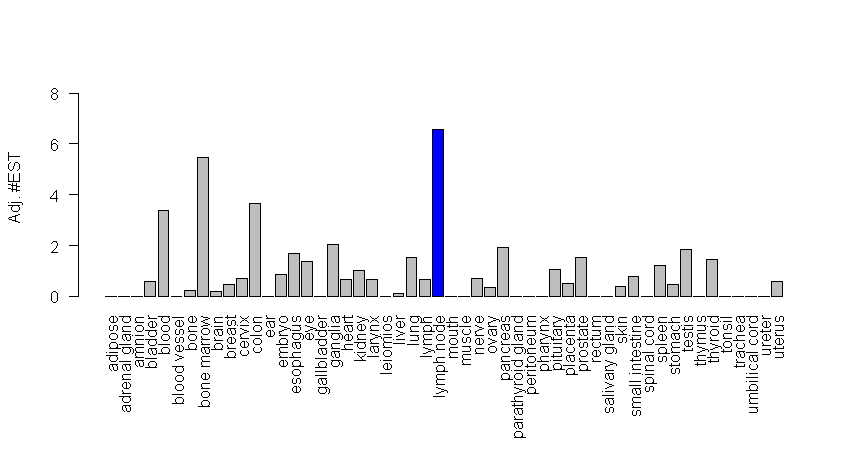 Adj. #EST
8
6
4
2
0
adipose
adrenal gland
amnion
bladder
blood
blood vessel
bone
bone marrow
brain
breast
cervix
colon
ear
embryo
esophagus
eye
gallbladder
ganglia
heart
kidney
larynx
leiomios
liver
lung
lymph
lymph node
mouth
muscle
nerve
ovary
pancreas
parathyroid gland
peritoneum
pharynx
pituitary
placenta
prostate
rectum
salivary gland
skin
small intestine
spinal cord
spleen
stomach
testis
thymus
thyroid
tonsil
trachea
umbilical cord
ureter
uterus